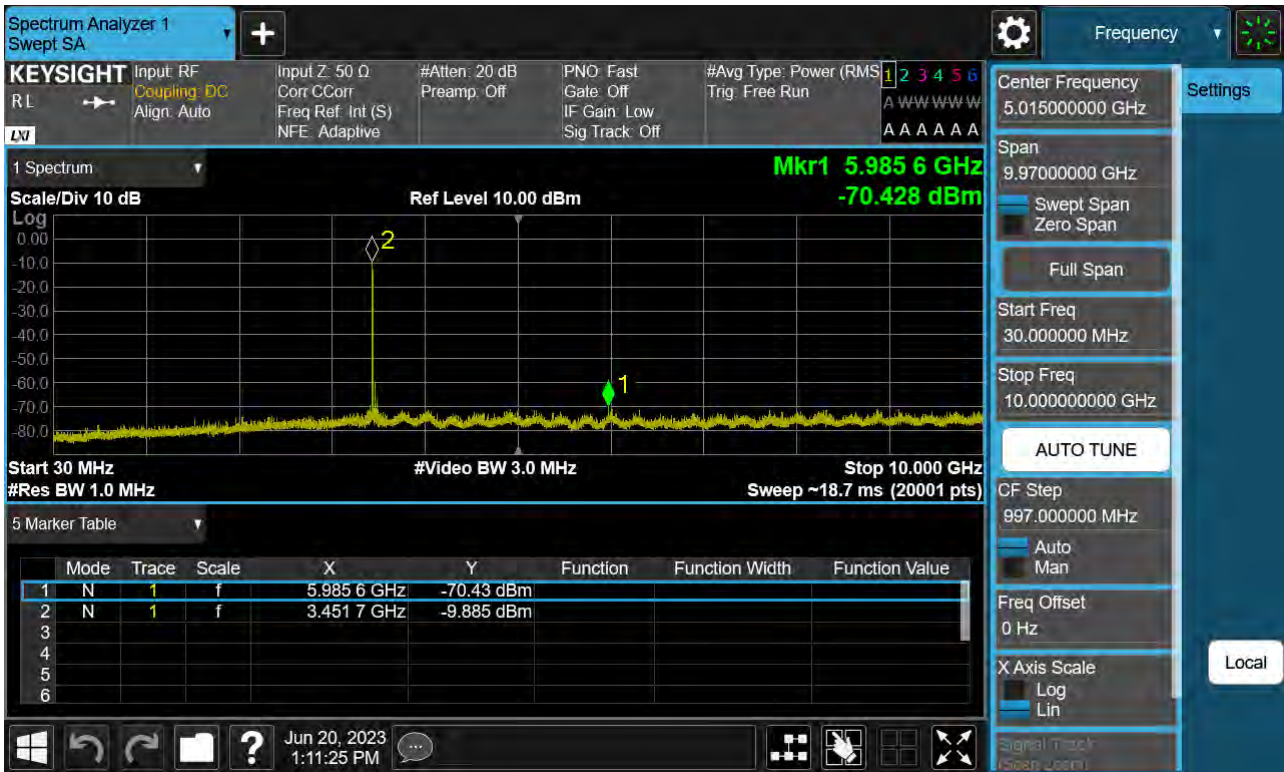 Spectrum Analyzer 1
Swept SA
+
Frequency
KEYSIGHT
RL
LXI
Input: RF
Coupling: DC
Align: Auto
Input Z: 50 Ω
Corr CCorr
Freq Ref: Int (S)
NFE: Adaptive
#Atten: 20 dB
Preamp: Off
PNO: Fast
Gate: Off
IF Gain: Low
Sig Track: Off
#Avg Type: Power (RMS
Trig: Free Run
1 2 3 4 5 6
A W W W W W
A A A A A A
1 Spectrum
Mkr1 5.985 6 GHz
Scale/Div 10 dB
Ref Level 10.00 dBm
-70.428 dBm
Log
0.00
-10.0
-20.0
-30.0
-40.0
-50.0
-60.0
-70.0
-80.0
2
1
Start 30 MHz
#Video BW 3.0 MHz
Stop 10.000 GHz
#Res BW 1.0 MHz
Sweep ~18.7 ms (20001 pts)
5 Marker Table
Mode Trace Scale X Y Function Function Width Function Value
1 N 1 f 5.985 6 GHz -70.43 dBm
2 N 1 f 3.451 7 GHz -9.885 dBm
3
4
5
6
Jun 20, 2023
1:11:25 PM
Center Frequency
5.015000000 GHz
Span
9.97000000 GHz
Swept Span
Zero Span
Full Span
Start Freq
30.000000 MHz
Stop Freq
10.000000000 GHz
AUTO TUNE
CF Step
997.000000 MHz
Auto
Man
Freq Offset
0 Hz
X Axis Scale
Log
Lin
Signal Track
(Span Zoom)
Settings
Local